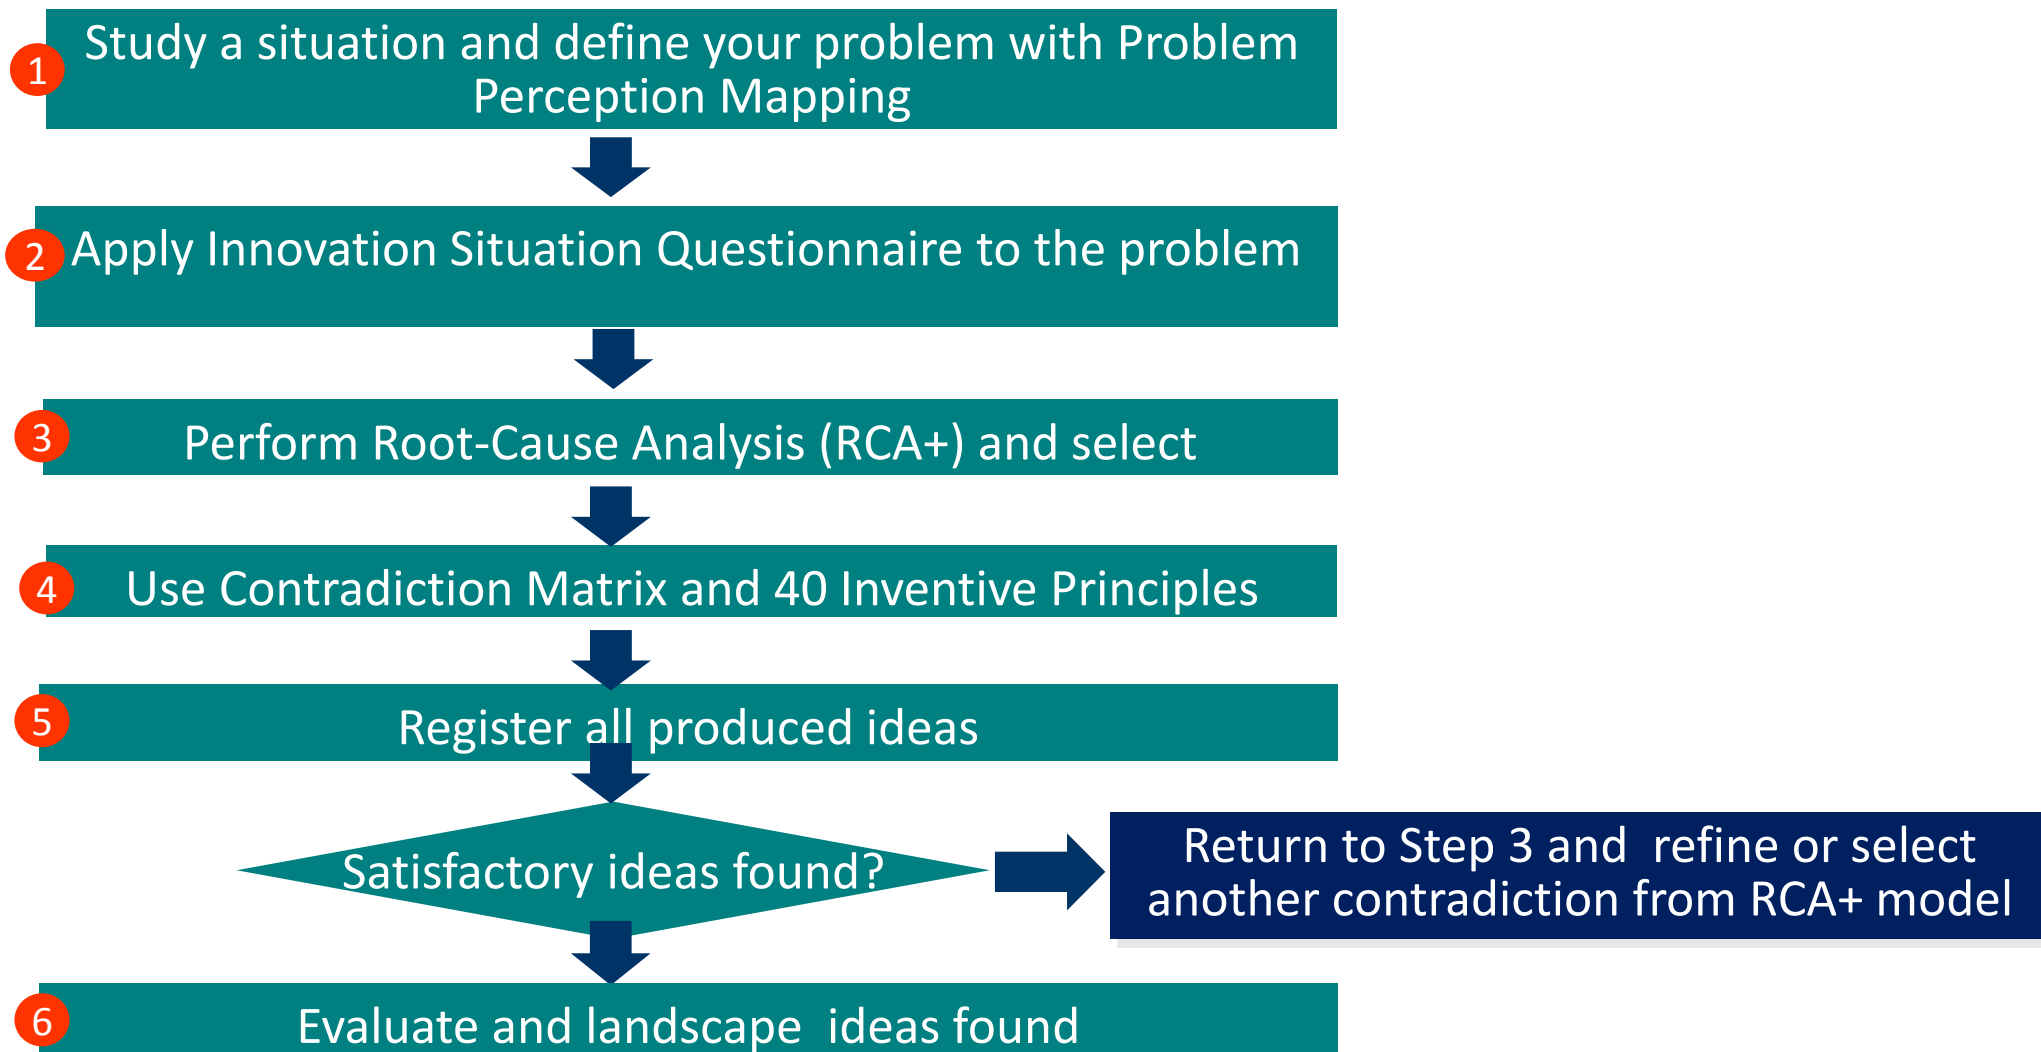 1
Study a situation and define your problem with Problem
Perception Mapping
2
Apply Innovation Situation Questionnaire to the problem
3
Perform Root-Cause Analysis (RCA+) and select
4
Use Contradiction Matrix and 40 Inventive Principles
5
Register all produced ideas
Satisfactory ideas found?
Return to Step 3 and  refine or select
another contradiction from RCA+ model
6
Evaluate and landscape  ideas found